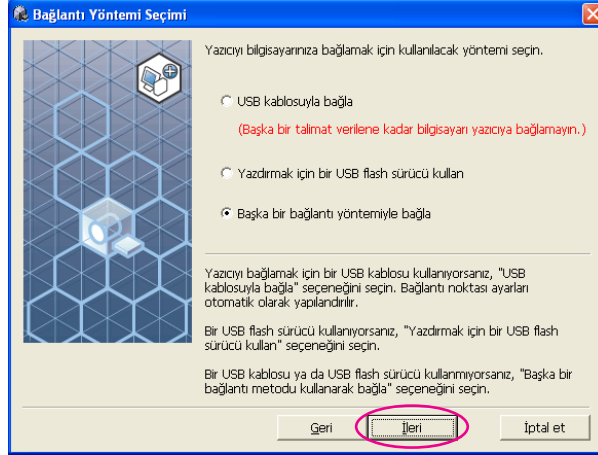 Bağlantı Yöntemi Seçimi
Yazıcıyı bilgisayarınıza bağlamak için kullanılacak yöntemi seçin.
USB kablosuyla bağla
(Başka bir talimat verilene kadar bilgisayarı yazıcıya bağlamayın.)
Yazdırmak için bir USB flash sürücü kullan
Başka bir bağlantı yöntemiyle bağla
Yazıcıyı bağlamak için bir USB kablosu kullanıyorsanız, "USB
kablosuyla bağla" seçeneğini seçin. Bağlantı noktası ayarları
otomatik olarak yapılandırılır.
Bir USB flash sürücü kullanıyorsanız, "Yazdırmak için bir USB flash
sürücü kullan" seçeneğini seçin.
Bir USB kablosu ya da USB flash sürücü kullanmıyorsanız, "Başka bir
bağlantı metodu kullanarak bağla" seçeneğini seçin.
Geri İleri İptal et